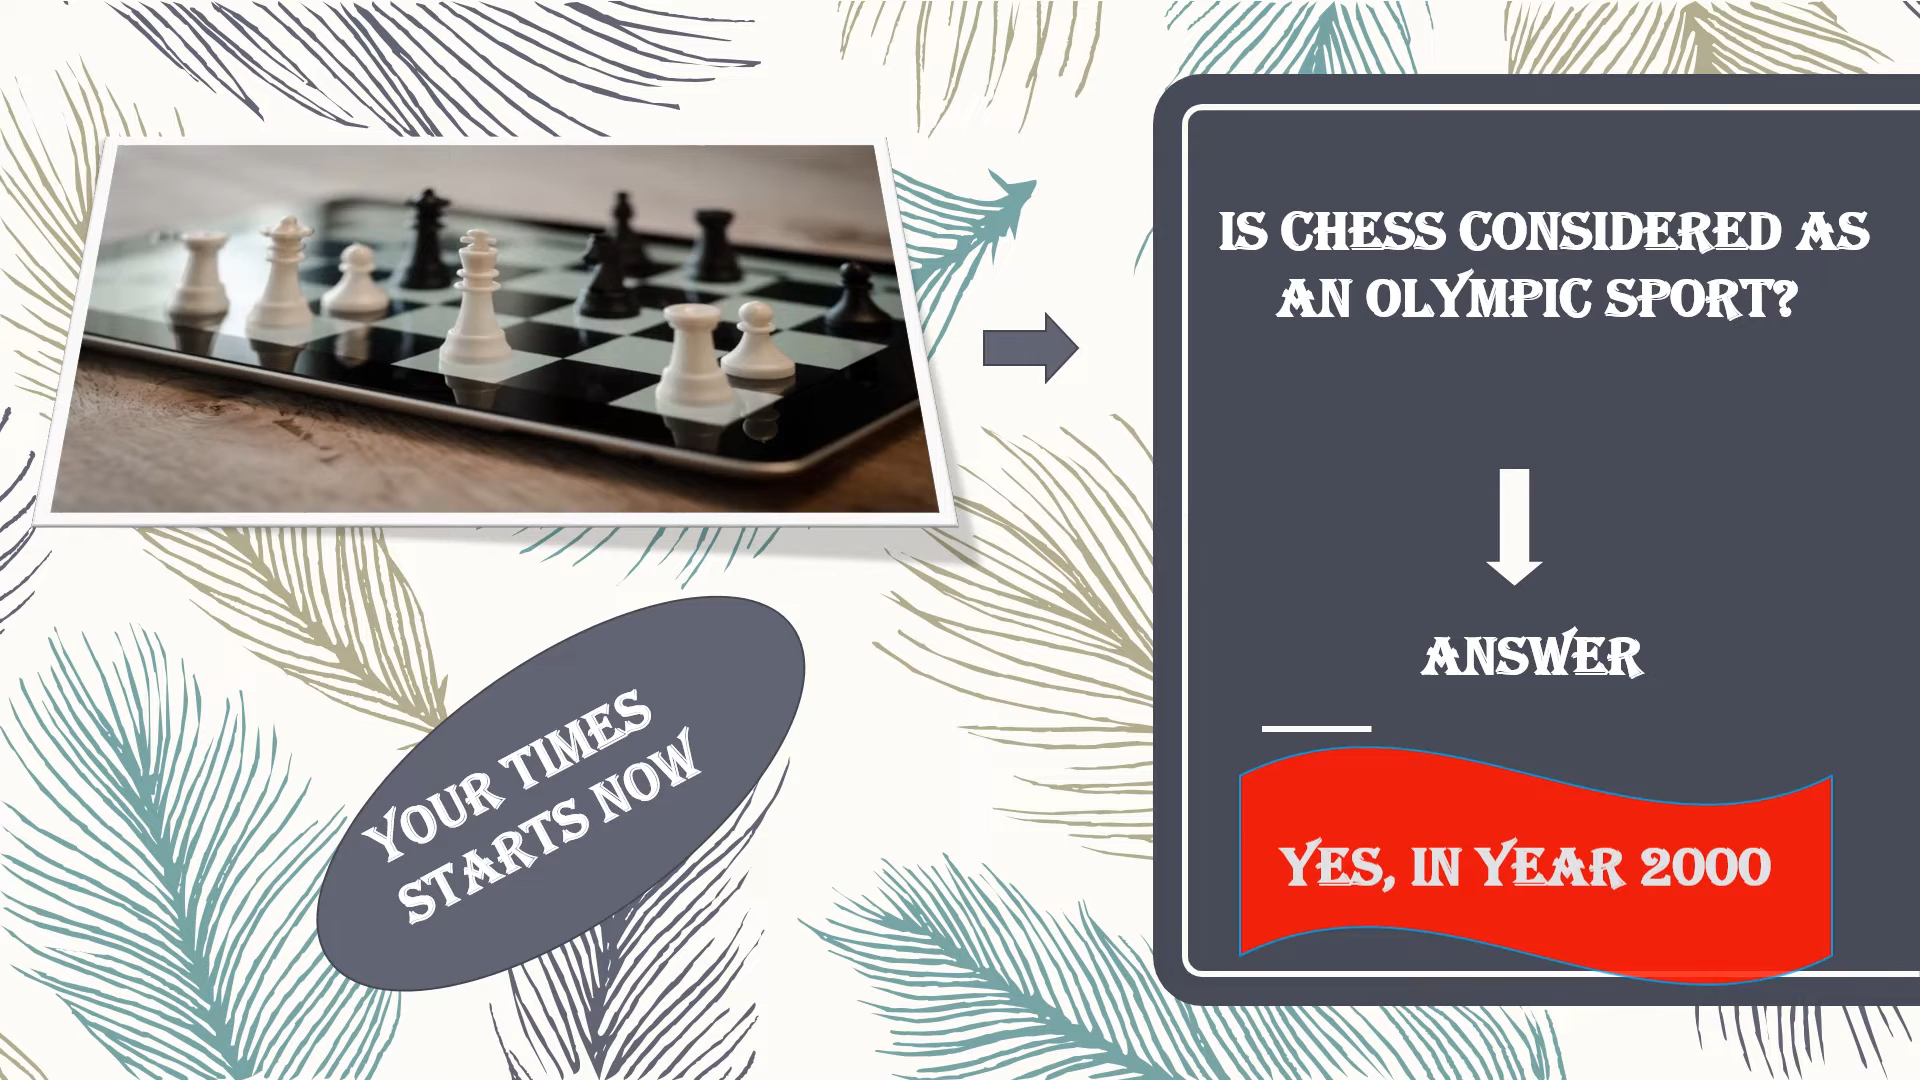 IS CHESS CONSIDERED AS
AN OLYMPIC SPORT?
ANSWER
YES, IN YEAR 2000
YOUR TIMES
STARTS NOW